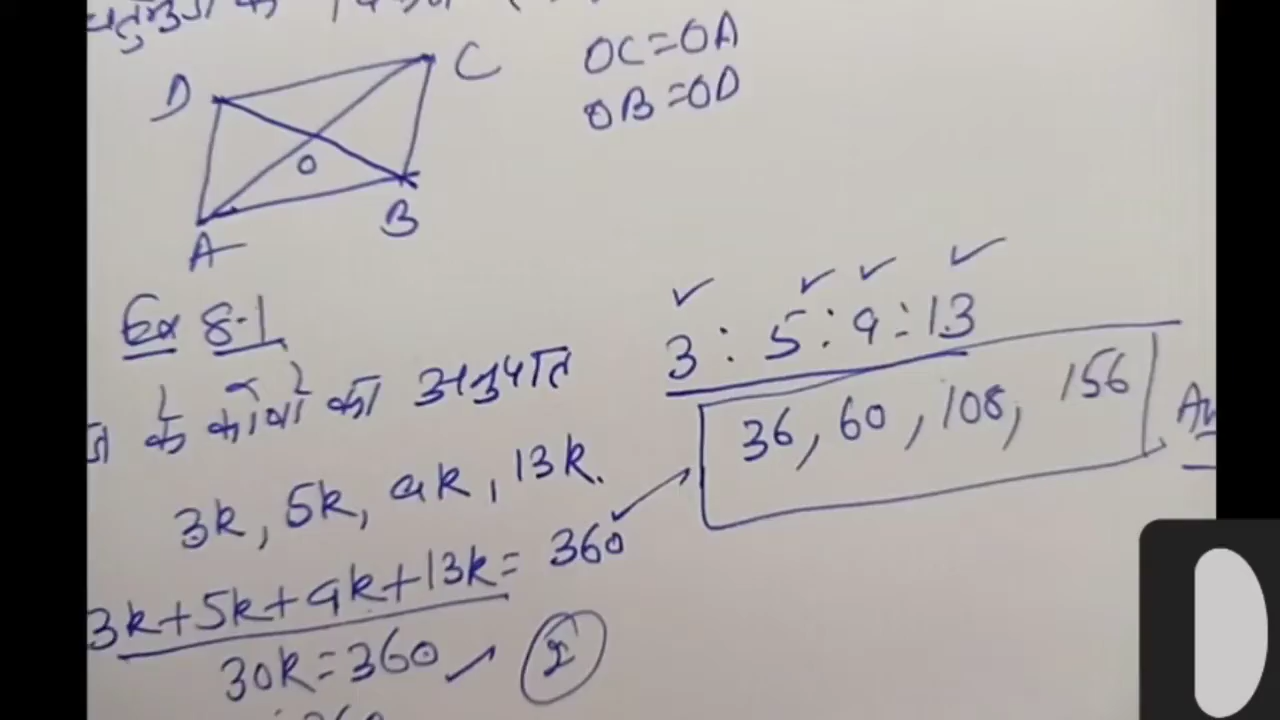 D
C
O
A
B
OC=OA
OB=OD
Ex 8.1
के कोणों का अनुपात
3 : 5 : 9 : 13
36, 60, 108, 156
3k, 5k, 9k, 13k.
3k+5k+9k+13k= 360
30k=360